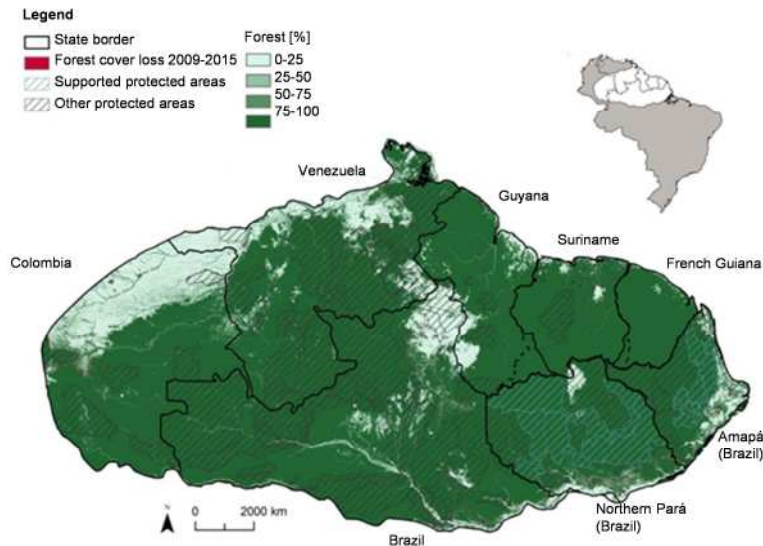 Legend
State border
Forest cover loss 2009-2015
Supported protected areas
Other protected areas
Forest [%]
0-25
25-50
50-75
75-100
Venezuela
Guyana
Suriname
French Guiana
Colombia
Amapá
(Brazil)
Northern Pará
(Brazil)
Brazil
N
0 2000 km